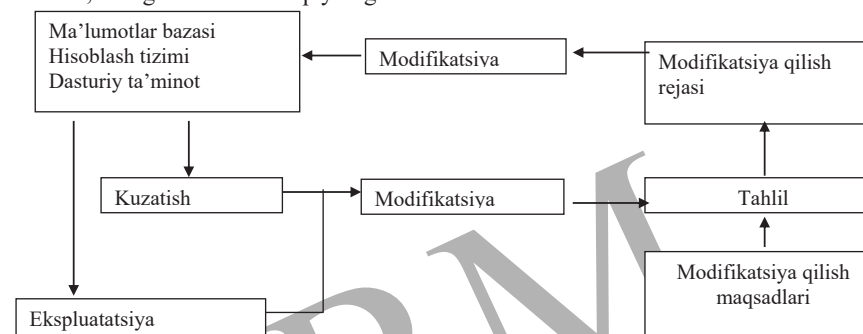 Ma’lumotlar bazasi
Hisoblash tizimi
Dasturiy ta’minot
Modifikatsiya
Modifikatsiya qilish
rejasi
Kuzatish
Modifikatsiya
Tahlil
Modifikatsiya qilish
maqsadlari
Ekspluatatsiya